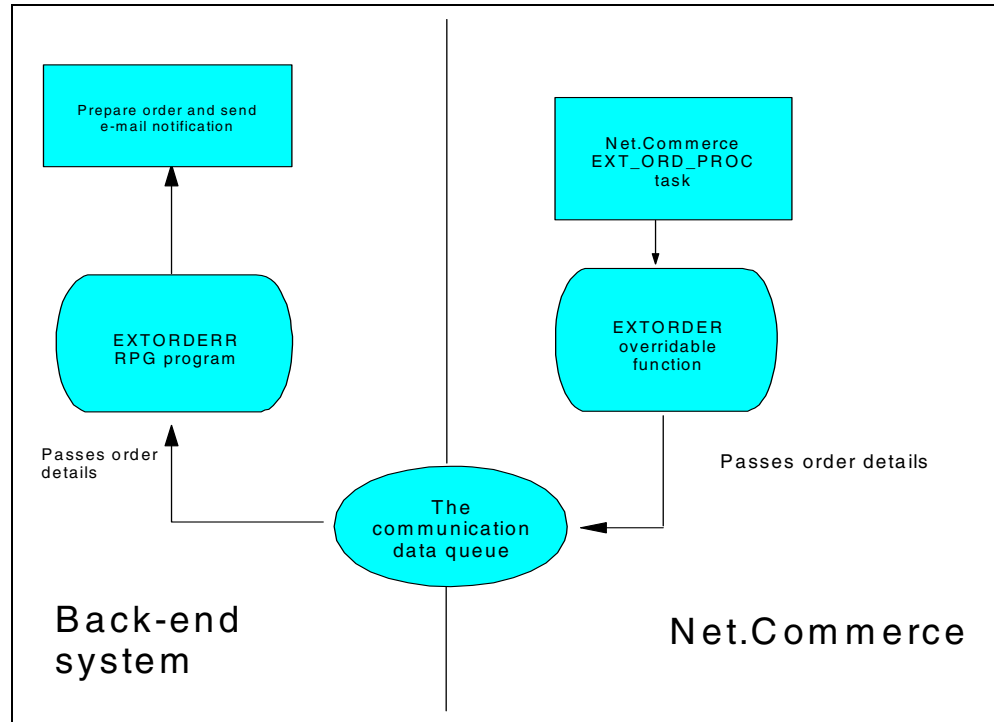 Prepare order and send
e-mail notification
Net.Commerce
EXT_ORD_PROC
task
EXTORDERR
RPG program
EXTORDER
overridable
function
Passes order
details
Passes order details
The
communication
data queue
Back-end
system
Net.Commerce